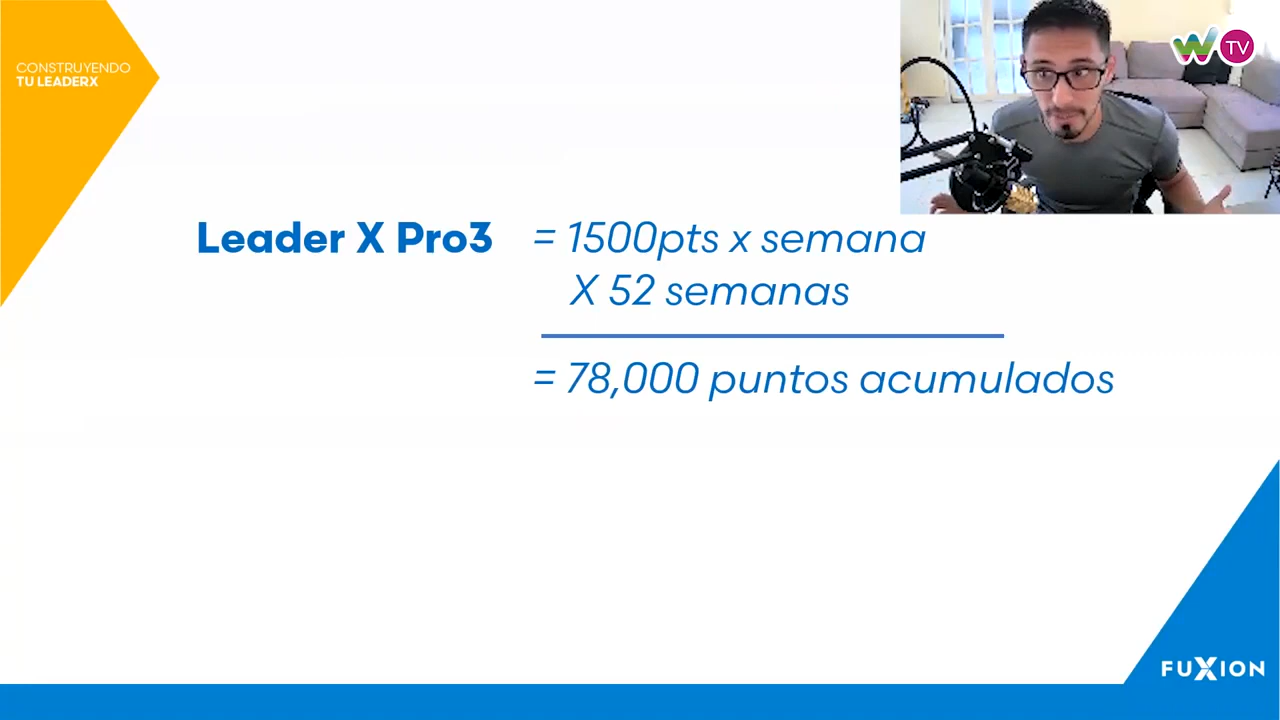 CONSTRUYENDO
TU LEADERX
W TV
Leader X Pro3 = 1500pts x semana
X 52 semanas
= 78,000 puntos acumulados
FUXION